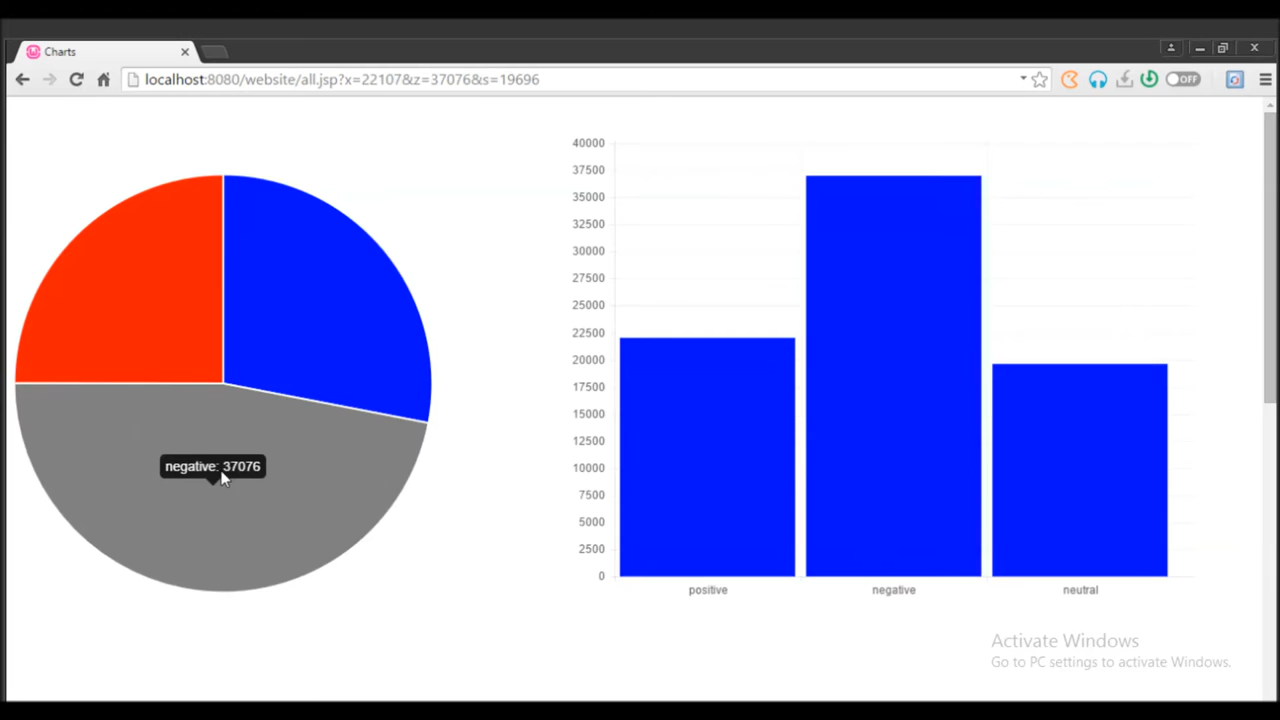 Charts
localhost:8080/website/all.jsp?x=22107&z=37076&s=19696
OFF
negative: 37076
40000
37500
35000
32500
30000
27500
25000
22500
20000
17500
15000
12500
10000
7500
5000
2500
0
positive negative neutral
Activate Windows
Go to PC settings to activate Windows.